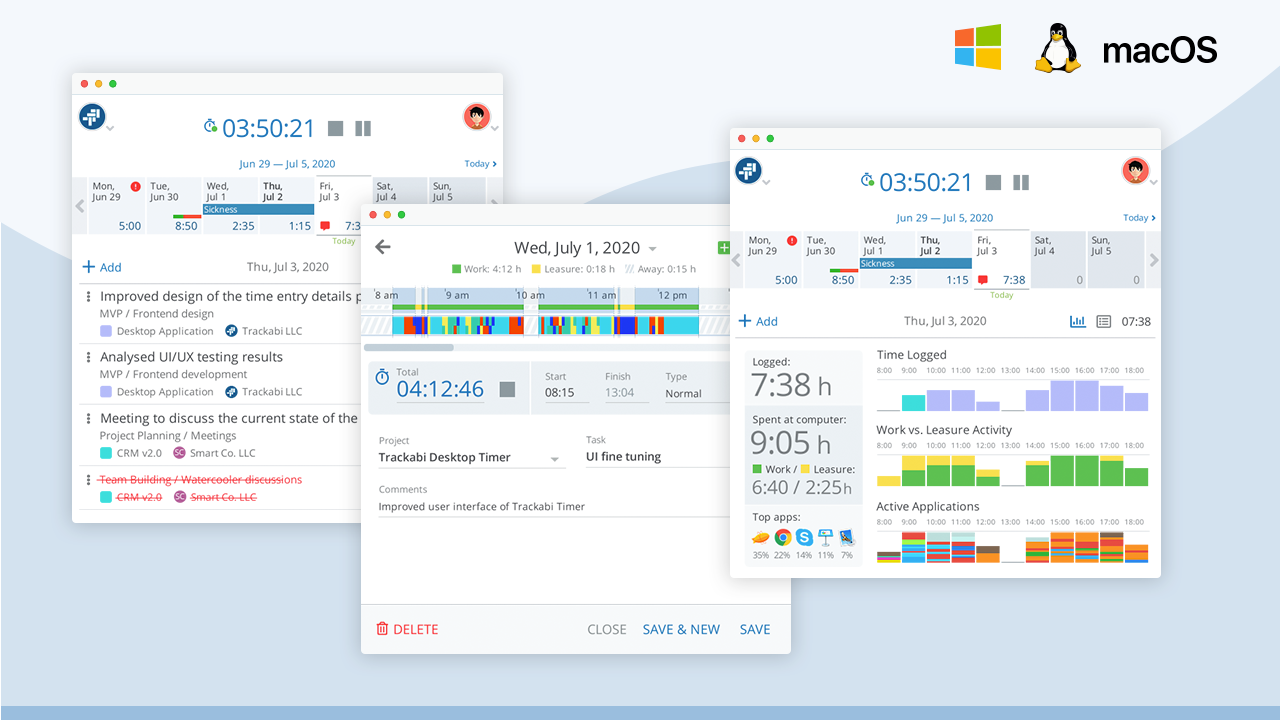 macOS
03:50:21
Jun 29 — Jul 5, 2020
Today
Mon, Jun 29
Tue, Jun 30
Wed, Jul 1
Thu, Jul 2
Fri, Jul 3
Sat, Jul 4
Sun, Jul 5
Sickness
5:00
8:50
2:35
1:15
7:3
Today
Add
Thu, Jul 3, 2020
Improved design of the time entry details p
MVP / Frontend design
Desktop Application
Trackabi LLC
Analysed UI/UX testing results
MVP / Frontend development
Desktop Application
Trackabi LLC
Meeting to discuss the current state of the
Project Planning / Meetings
CRM v2.0
SC
Smart Co. LLC
Team Building / Watercooler discussions
CRM v2.0
SC
Smart Co. LLC
Wed, July 1, 2020
Work: 4:12 h
Leasure: 0:18 h
Away: 0:15 h
8 am
9 am
10 am
11 am
12 pm
Total
04:12:46
Start
08:15
Finish
13:04
Type
Normal
Project
Trackabi Desktop Timer
Task
UI fine tuning
Comments
Improved user interface of Trackabi Timer
DELETE
CLOSE
SAVE & NEW
SAVE
03:50:21
Jun 29 — Jul 5, 2020
Today
Mon, Jun 29
Tue, Jun 30
Wed, Jul 1
Thu, Jul 2
Fri, Jul 3
Sat, Jul 4
Sun, Jul 5
Sickness
5:00
8:50
2:35
1:15
7:38
0
0
Today
Add
Thu, Jul 3, 2020
07:38
Logged:
7:38 h
Spent at computer:
9:05 h
Work / Leasure:
6:40 / 2:25h
Top apps:
35% 22% 14% 11% 7%
Time Logged
8:00 9:00 10:00 11:00 12:00 13:00 14:00 15:00 16:00 17:00 18:00
Work vs. Leasure Activity
8:00 9:00 10:00 11:00 12:00 13:00 14:00 15:00 16:00 17:00 18:00
Active Applications
8:00 9:00 10:00 11:00 12:00 13:00 14:00 15:00 16:00 17:00 18:00